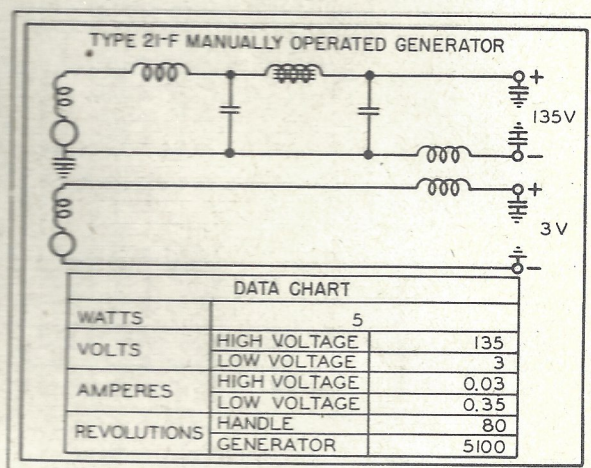 TYPE 21-F MANUALLY OPERATED GENERATOR
+
135V
-
+
3V
-
DATA CHART
WATTS 5
VOLTS HIGH VOLTAGE 135
LOW VOLTAGE 3
AMPERES HIGH VOLTAGE 0.03
LOW VOLTAGE 0.35
REVOLUTIONS HANDLE 80
GENERATOR 5100